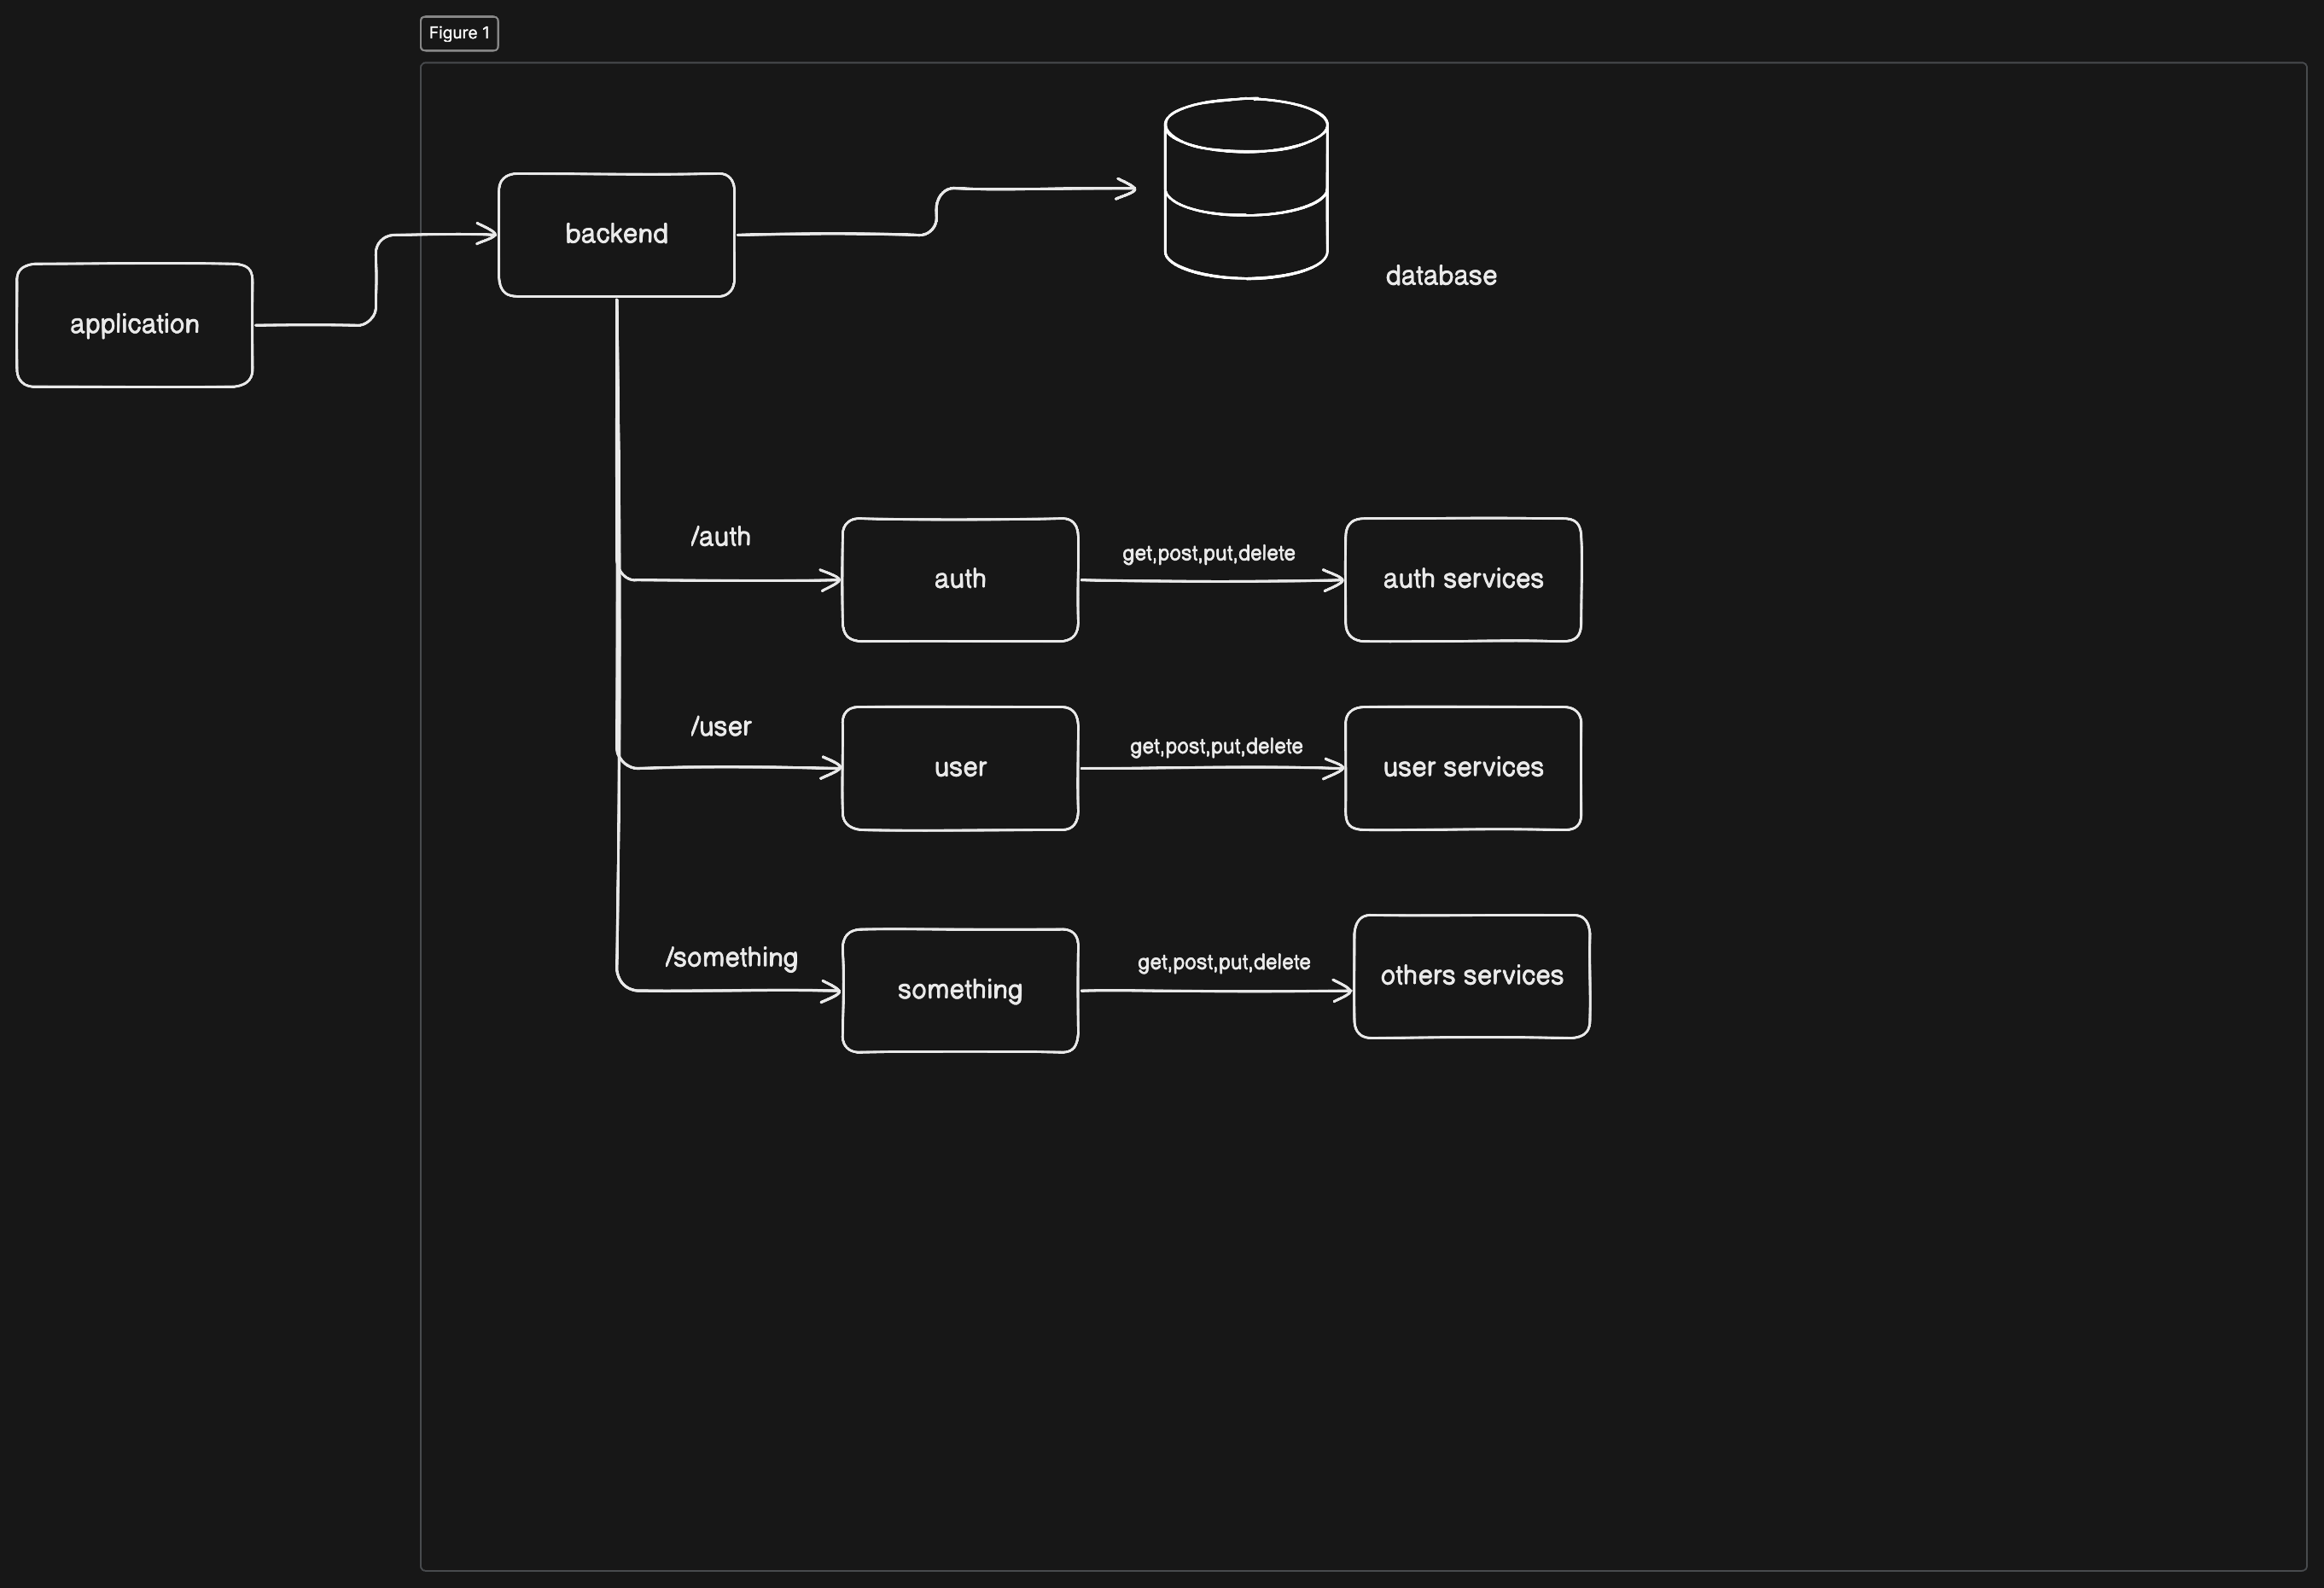 Figure 1
backend
application
database
/auth
auth
get,post,put,delete
auth services
/user
user
get,post,put,delete
user services
/something
something
get,post,put,delete
others services